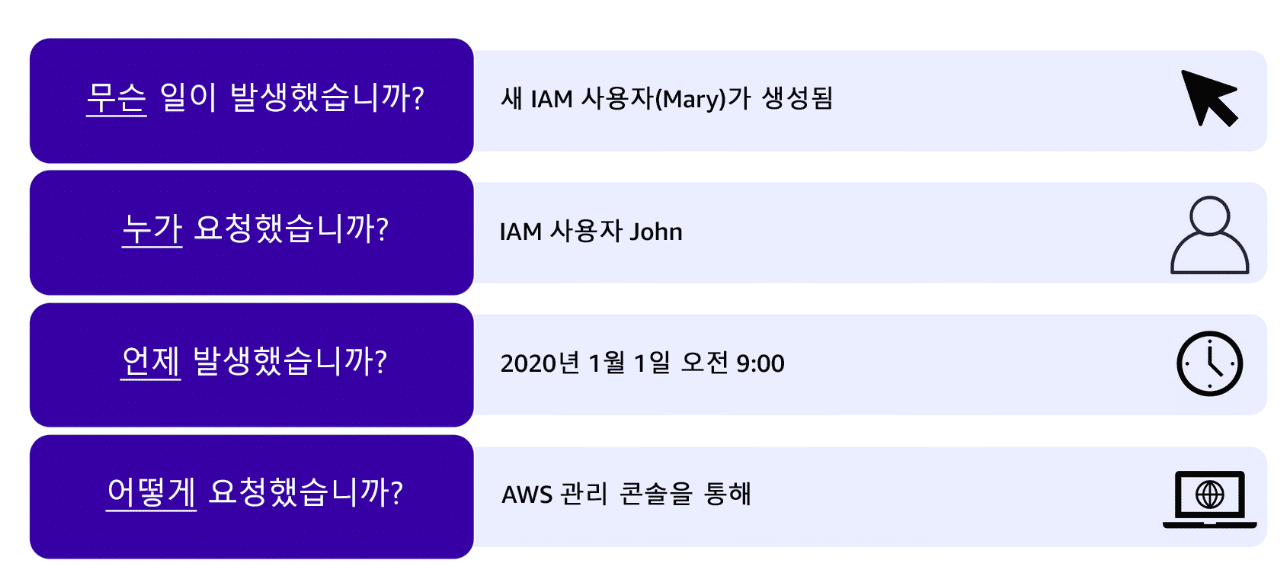 무슨 일이 발생했습니까?
새 IAM 사용자(Mary)가 생성됨
누가 요청했습니까?
IAM 사용자 John
언제 발생했습니까?
2020년 1월 1일 오전 9:00
어떻게 요청했습니까?
AWS 관리 콘솔을 통해